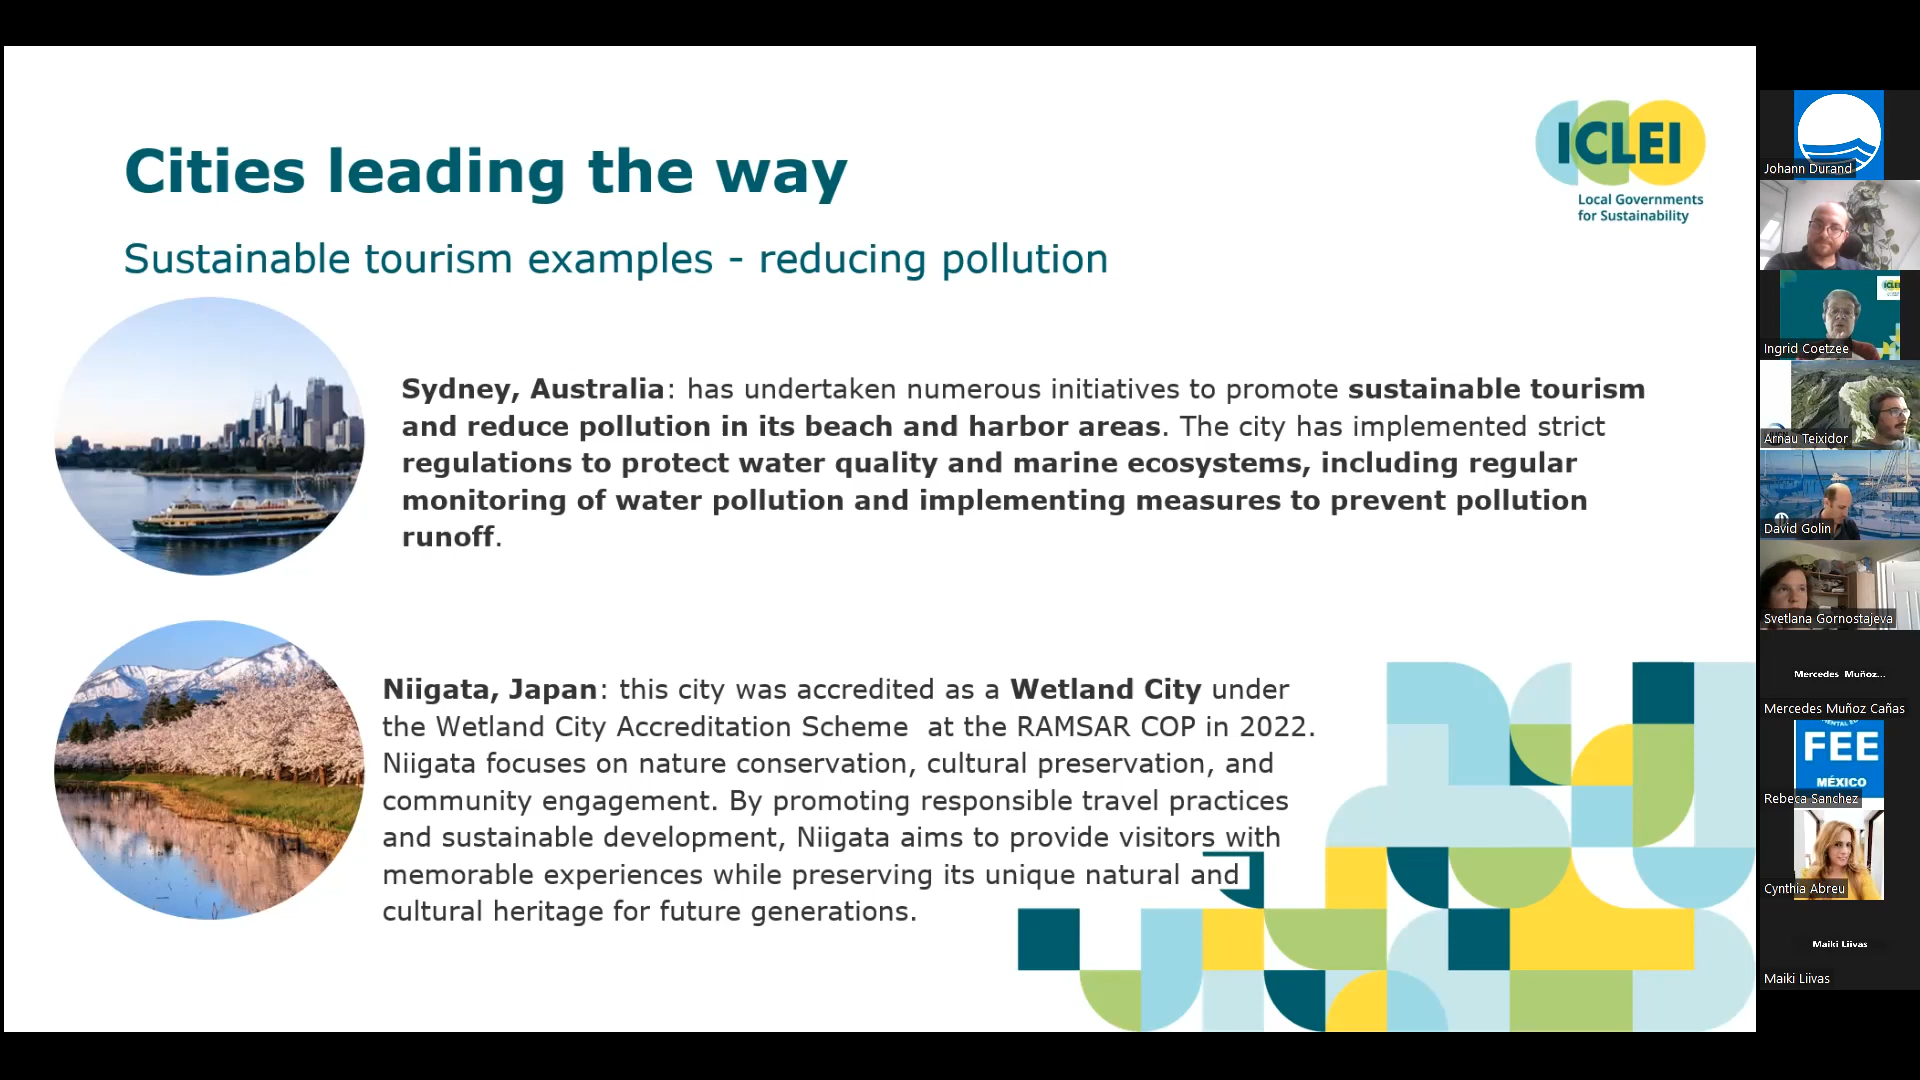 Cities leading the way
Sustainable tourism examples - reducing pollution
ICLEI
Local Governments
for Sustainability
Sydney, Australia: has undertaken numerous initiatives to promote sustainable tourism
and reduce pollution in its beach and harbor areas. The city has implemented strict
regulations to protect water quality and marine ecosystems, including regular
monitoring of water pollution and implementing measures to prevent pollution
runoff.
Niigata, Japan: this city was accredited as a Wetland City under
the Wetland City Accreditation Scheme  at the RAMSAR COP in 2022.
Niigata focuses on nature conservation, cultural preservation, and
community engagement. By promoting responsible travel practices
and sustainable development, Niigata aims to provide visitors with
memorable experiences while preserving its unique natural and
cultural heritage for future generations.
Johann Durand
ICLEI
Ingrid Coetzee
Arnau Teixidor
David Golin
Svetlana Gornostajeva
Mercedes Muñoz...
Mercedes Muñoz Cañas
FEE
MÉXICO
Rebeca Sanchez
Cynthia Abreu
Maiki Liivas
Maiki Liivas